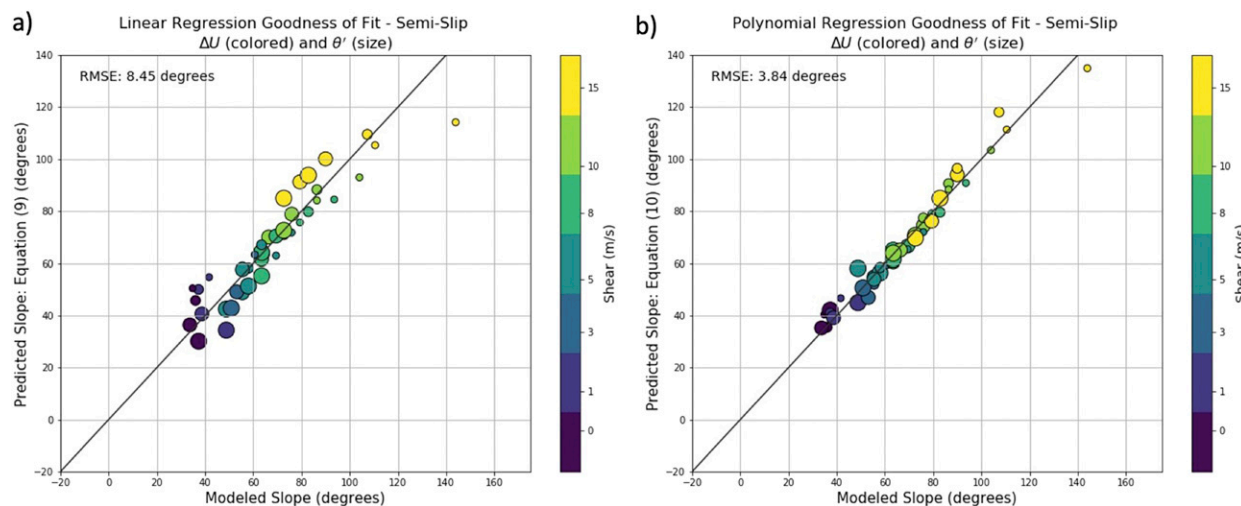 a)
Linear Regression Goodness of Fit - Semi-Slip
ΔU (colored) and θ′ (size)
RMSE: 8.45 degrees
Predicted Slope: Equation (9) (degrees)
140
120
100
80
60
40
20
0
−20
−20 0 20 40 60 80 100 120 140 160
Modeled Slope (degrees)
15
10
8
5
3
1
0
Shear (m/s)
b)
Polynomial Regression Goodness of Fit - Semi-Slip
ΔU (colored) and θ′ (size)
RMSE: 3.84 degrees
Predicted Slope: Equation (10) (degrees)
140
120
100
80
60
40
20
0
−20
−20 0 20 40 60 80 100 120 140 160
Modeled Slope (degrees)
15
10
8
5
3
1
0
Shear (m/s)